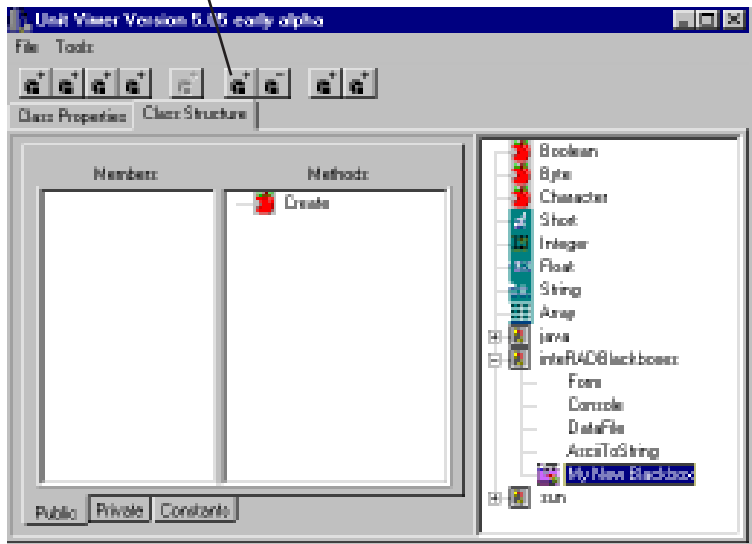 Unit Viwer Version 5.05 early alpha
File Tools
Class Properties Class Structure
Members Methods
Create
Public Private Constants
Boolean
Byte
Character
Short
Integer
Float
String
Array
java
inteRADBlackboxes
Form
Console
DataFile
AsciiToString
My New Blackbox
sun